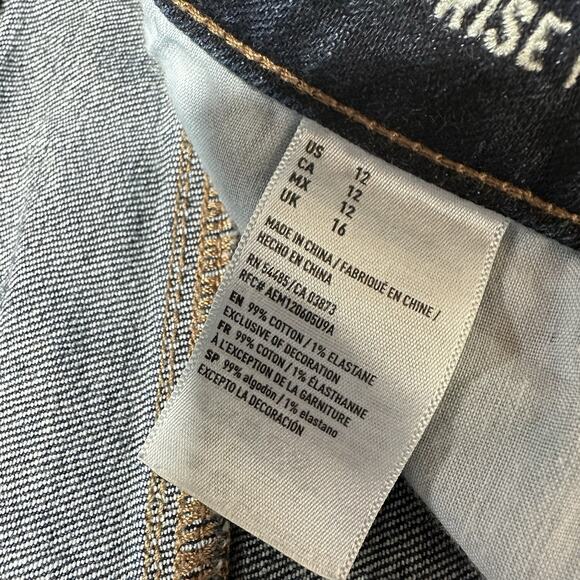 RISE
US 12
CA 12
MX 12
UK 16
MADE IN CHINA / FABRIQUÉ EN CHINE /
HECHO EN CHINA
RN 54485/CA 03873
RFC# AEM120605U9A
EN 99% COTTON / 1% ELASTANE
EXCLUSIVE OF DECORATION
FR 99% COTON / 1% ÉLASTHANNE
À L'EXCEPTION DE LA GARNITURE
SP 99% algodón / 1% elastano
EXCEPTO LA DECORACIÓN